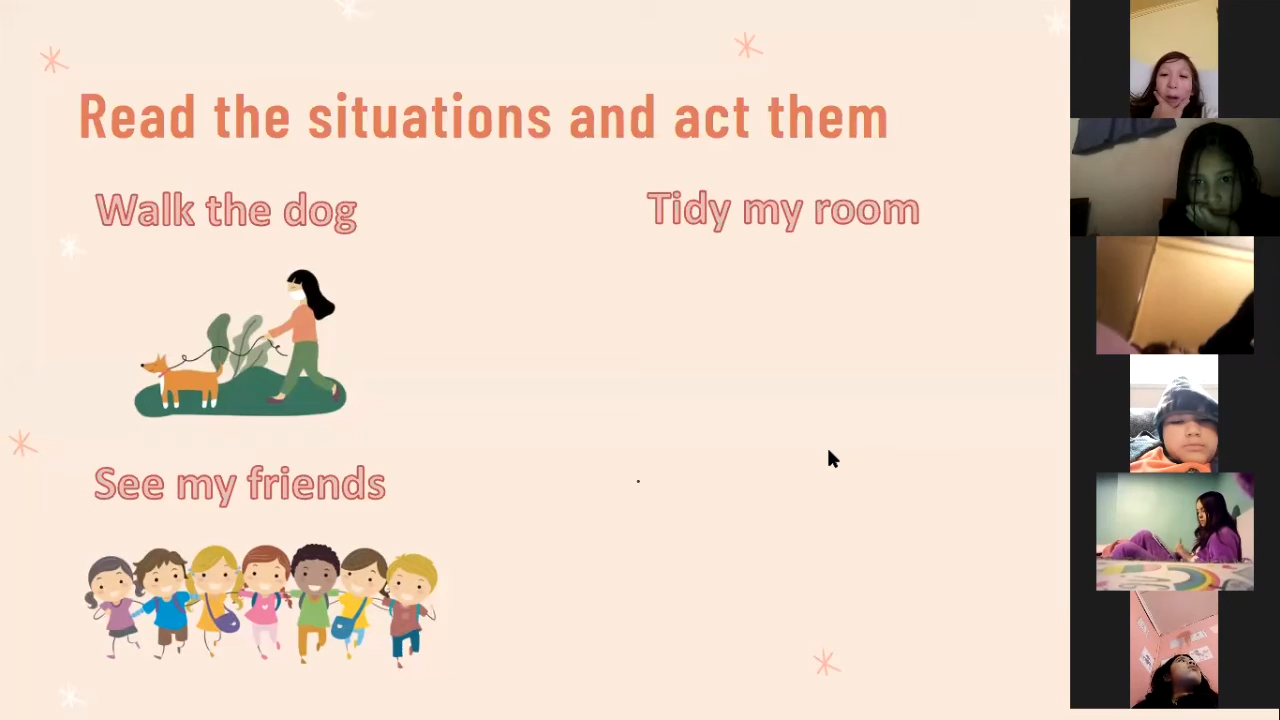 Read the situations and act them
Walk the dog
Tidy my room
See my friends